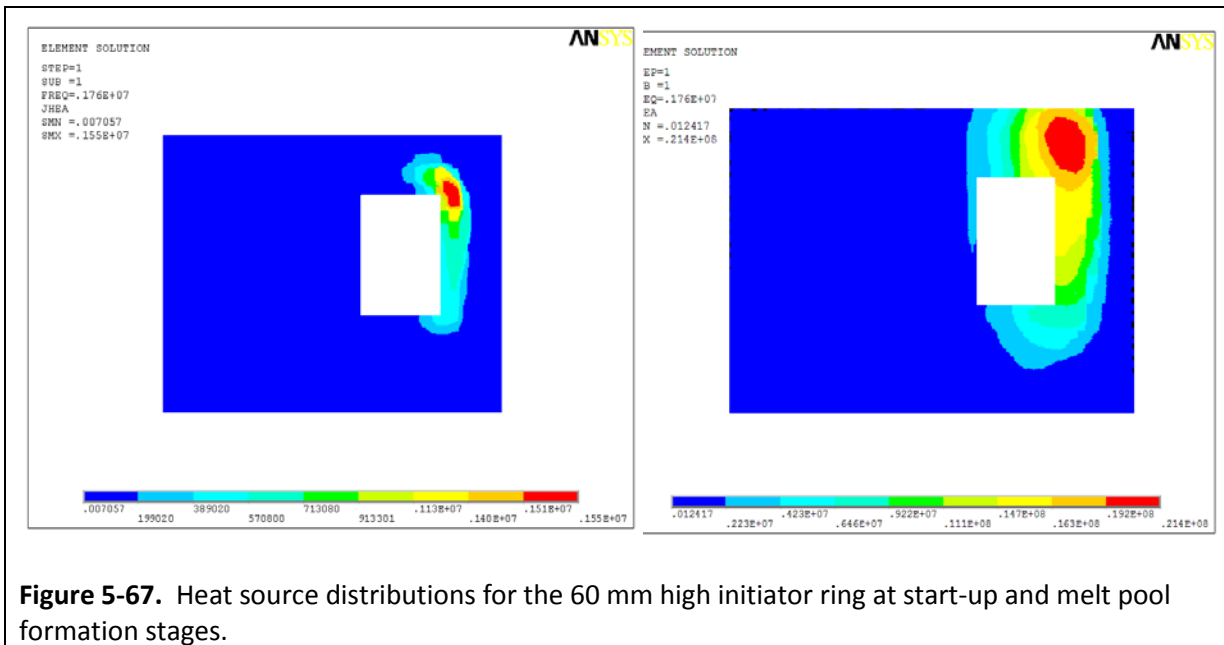 ANSYS
ELEMENT SOLUTION
STEP=1
SUB =1
FREQ=.176E+07
JHEA
SMN =.007057
SMX =.155E+07
.007057
199020
389020
570800
713080
913301
.113E+07
.140E+07
.151E+07
.155E+07
ANSYS
EMENT SOLUTION
EP=1
B =1
EQ=.176E+07
EA
N =.012417
X =.214E+08
.012417
.223E+07
.423E+07
.646E+07
.922E+07
.111E+08
.147E+08
.163E+08
.192E+08
.214E+08
Figure 5-67. Heat source distributions for the 60 mm high initiator ring at start-up and melt pool
formation stages.